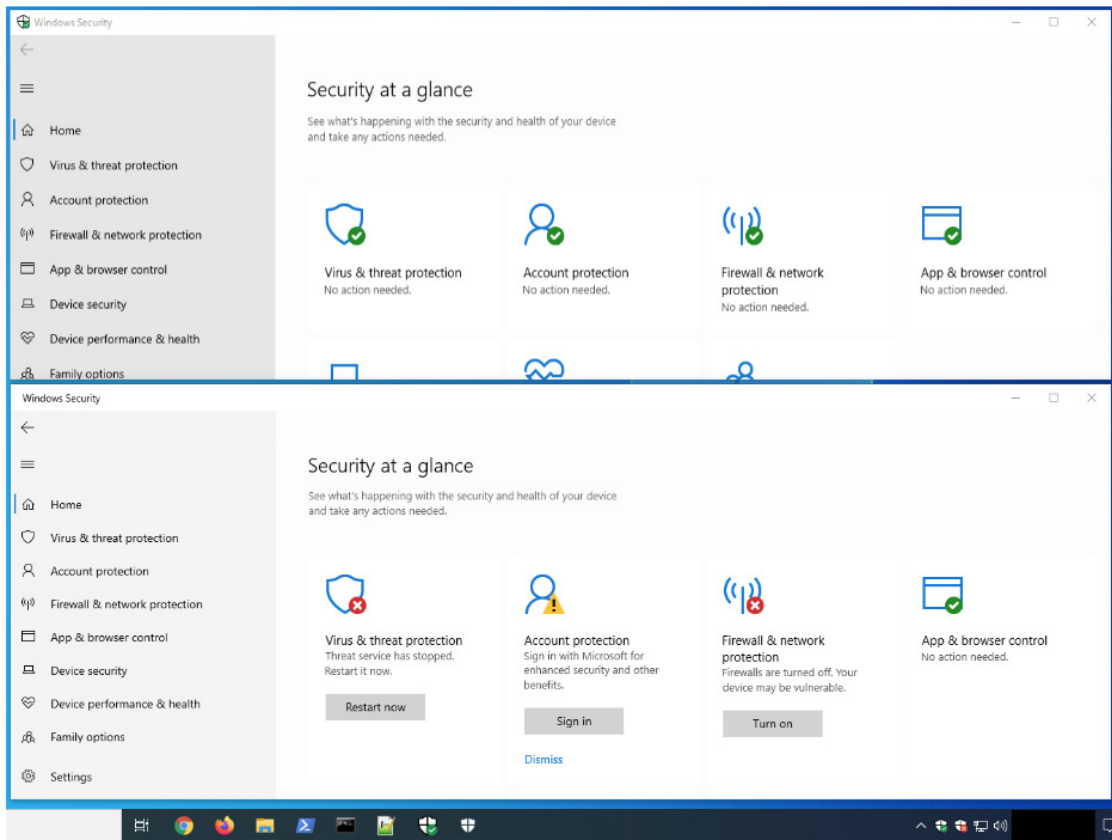 Windows Security
Home
Virus & threat protection
Account protection
Firewall & network protection
App & browser control
Device security
Device performance & health
Family options
Security at a glance
See what's happening with the security and health of your device
and take any actions needed.
Virus & threat protection
No action needed.
Account protection
No action needed.
Firewall & network
protection
No action needed.
App & browser control
No action needed.
Windows Security
Home
Virus & threat protection
Account protection
Firewall & network protection
App & browser control
Device security
Device performance & health
Family options
Settings
Security at a glance
See what's happening with the security and health of your device
and take any actions needed.
Virus & threat protection
Threat service has stopped.
Restart it now.
Restart now
Account protection
Sign in with Microsoft for
enhanced security and other
benefits.
Sign in
Dismiss
Firewall & network
protection
Firewalls are turned off. Your
device may be vulnerable.
Turn on
App & browser control
No action needed.